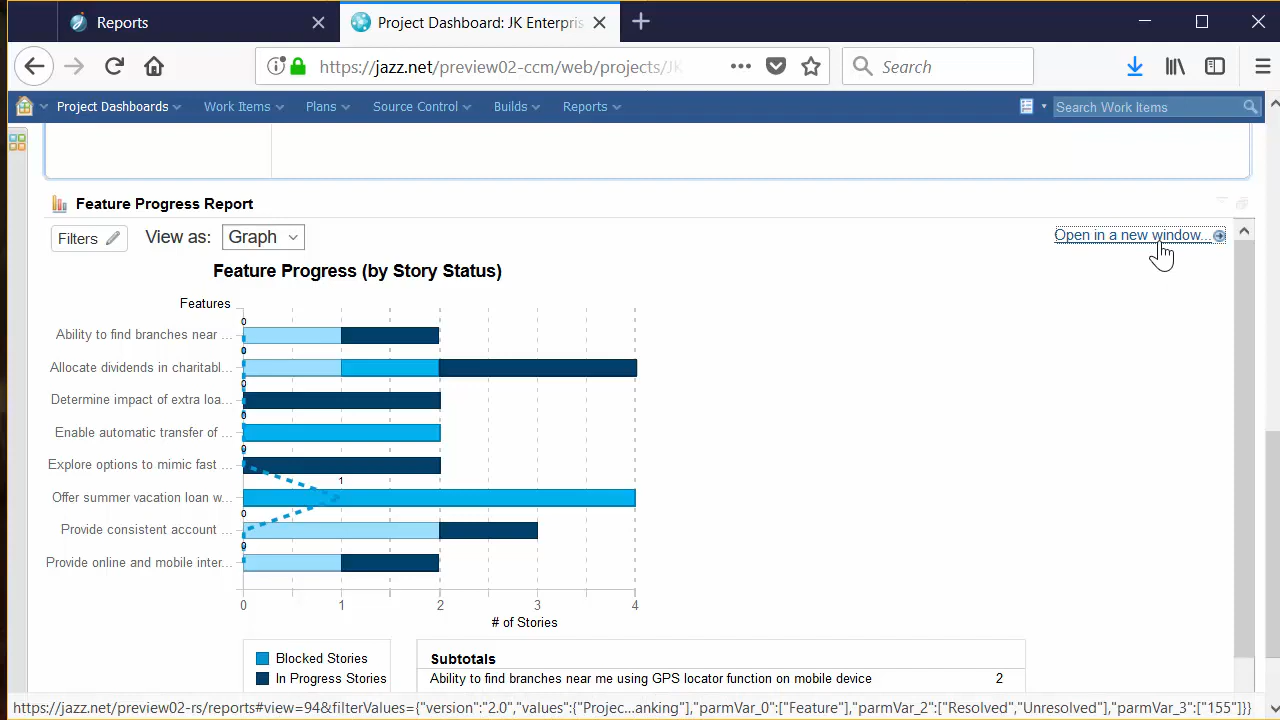 Reports
Project Dashboard: JK Enterpris
https://jazz.net/preview02-ccm/web/projects/JK
Search
Project Dashboards
Work Items
Plans
Source Control
Builds
Reports
Search Work Items
Feature Progress Report
Filters
View as:
Graph
Open in a new window...
Feature Progress (by Story Status)
Features
0
Ability to find branches near ...
0
Allocate dividends in charitabl...
0
Determine impact of extra loa...
0
Enable automatic transfer of ...
0
Explore options to mimic fast ...
1
Offer summer vacation loan w...
0
Provide consistent account ...
0
Provide online and mobile inter...
0 1 2 3 4
# of Stories
Blocked Stories
In Progress Stories
Subtotals
Ability to find branches near me using GPS locator function on mobile device 2
https://jazz.net/preview02-rs/reports#view=94&filterValues={"version":"2.0","values":{"Projec...anking"],"parmVar_0":["Feature"],"parmVar_2":["Resolved","Unresolved"],"parmVar_3":["155"]}}